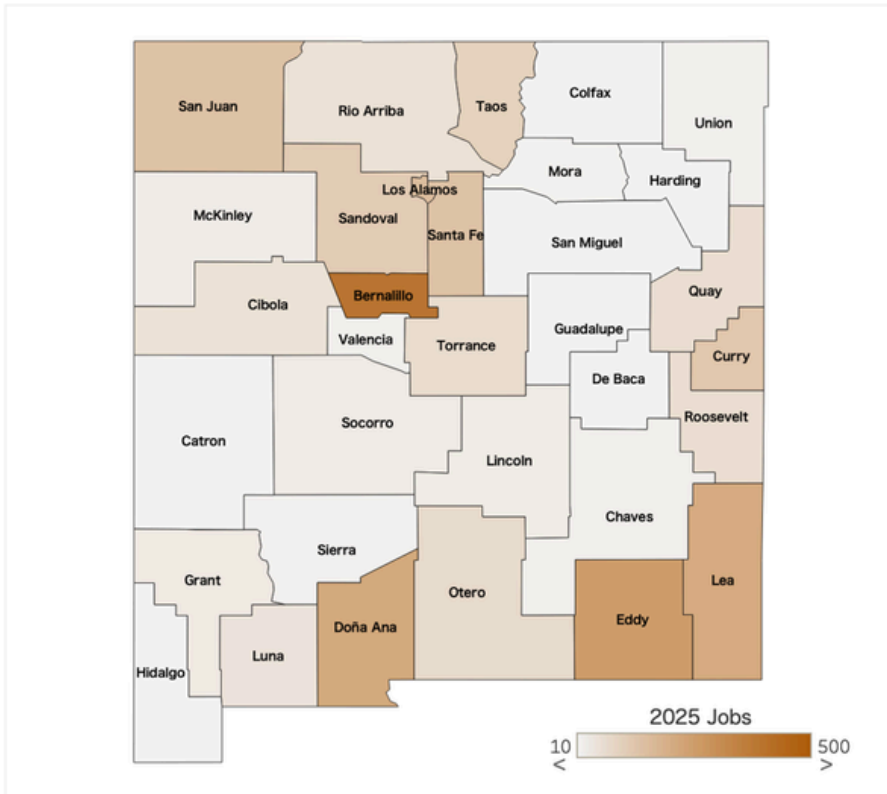 San Juan
Rio Arriba
Taos
Colfax
Union
Mora
Harding
Los Alamos
McKinley
Sandoval
Santa Fe
San Miguel
Quay
Cibola
Bernalillo
Valencia
Torrance
Guadalupe
Curry
De Baca
Roosevelt
Catron
Socorro
Lincoln
Chaves
Sierra
Grant
Otero
Lea
Eddy
Doña Ana
Luna
Hidalgo
2025 Jobs
10 500
< >